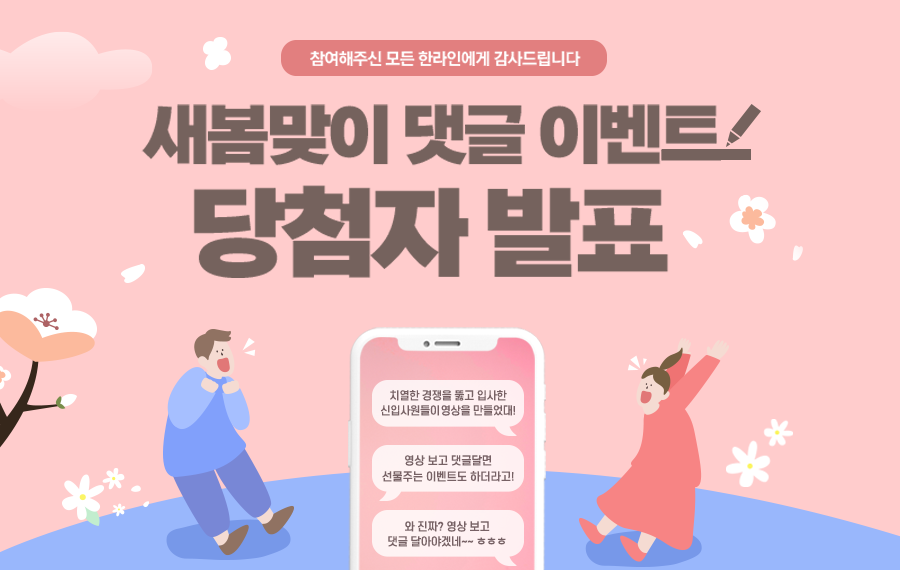 참여해주신 모든 한라인에게 감사드립니다
새봄맞이 댓글 이벤트
당첨자 발표
치열한 경쟁을 뚫고 입사한
신입사원들이 영상을 만들었대!
영상 보고 댓글달면
선물주는 이벤트도 하더라고!
와 진짜? 영상 보고
댓글 달아야겠네~~ ㅎㅎㅎ